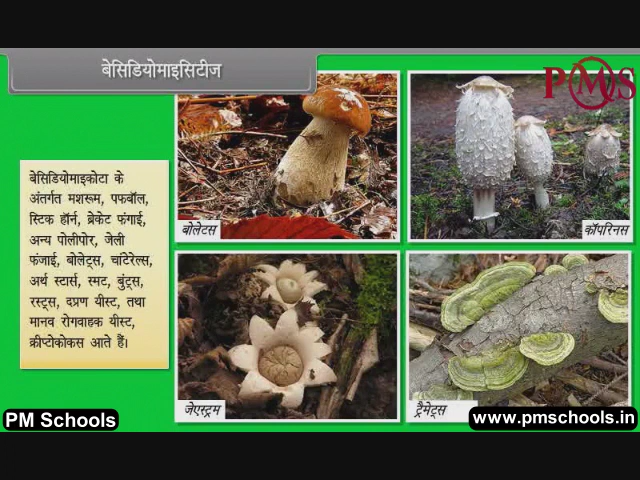 बेसिडियोमाइसिटीज
PMS
बेसिडियोमाइकोटा के
अंतर्गत मशरूम, पफबॉल,
स्टिक हॉर्न, ब्रेकेट फंगाई,
अन्य पोलीपोर, जेली
फंजाई, बोलेट्स, चांटेरेल्स,
अर्थ स्टार्स, स्मट, बुंट्स,
रस्ट्स, दप्रण यीस्ट, तथा
मानव रोगवाहक यीस्ट,
क्रीप्टोकोकस आते हैं।
बोलेटस
कॉपरिनस
जेएस्ट्रम
ट्रैमेट्स
PM Schools
www.pmschools.in